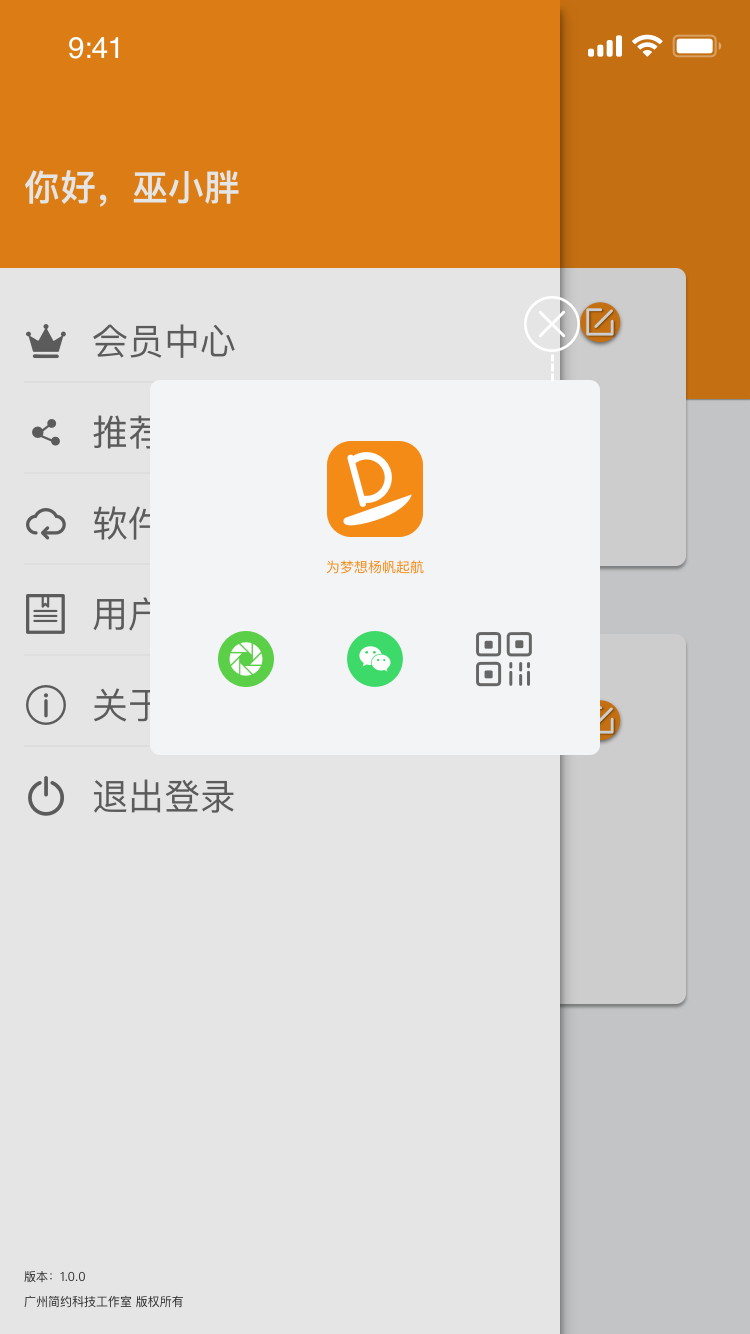 9:41
你好，巫小胖
会员中心
推荐
软件
用户
关于
为梦想杨帆起航
退出登录
版本：1.0.0
广州简约科技工作室 版权所有